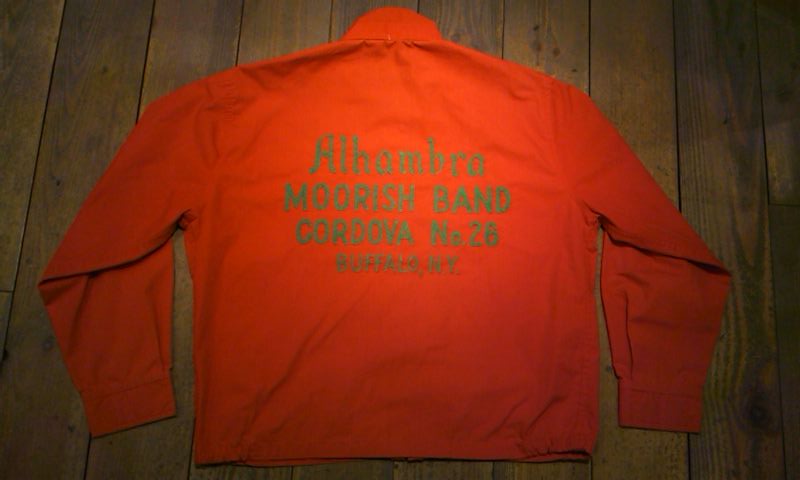 Alhambra
MOORISH BAND
CORDOVA No. 26
BUFFALO, N.Y.